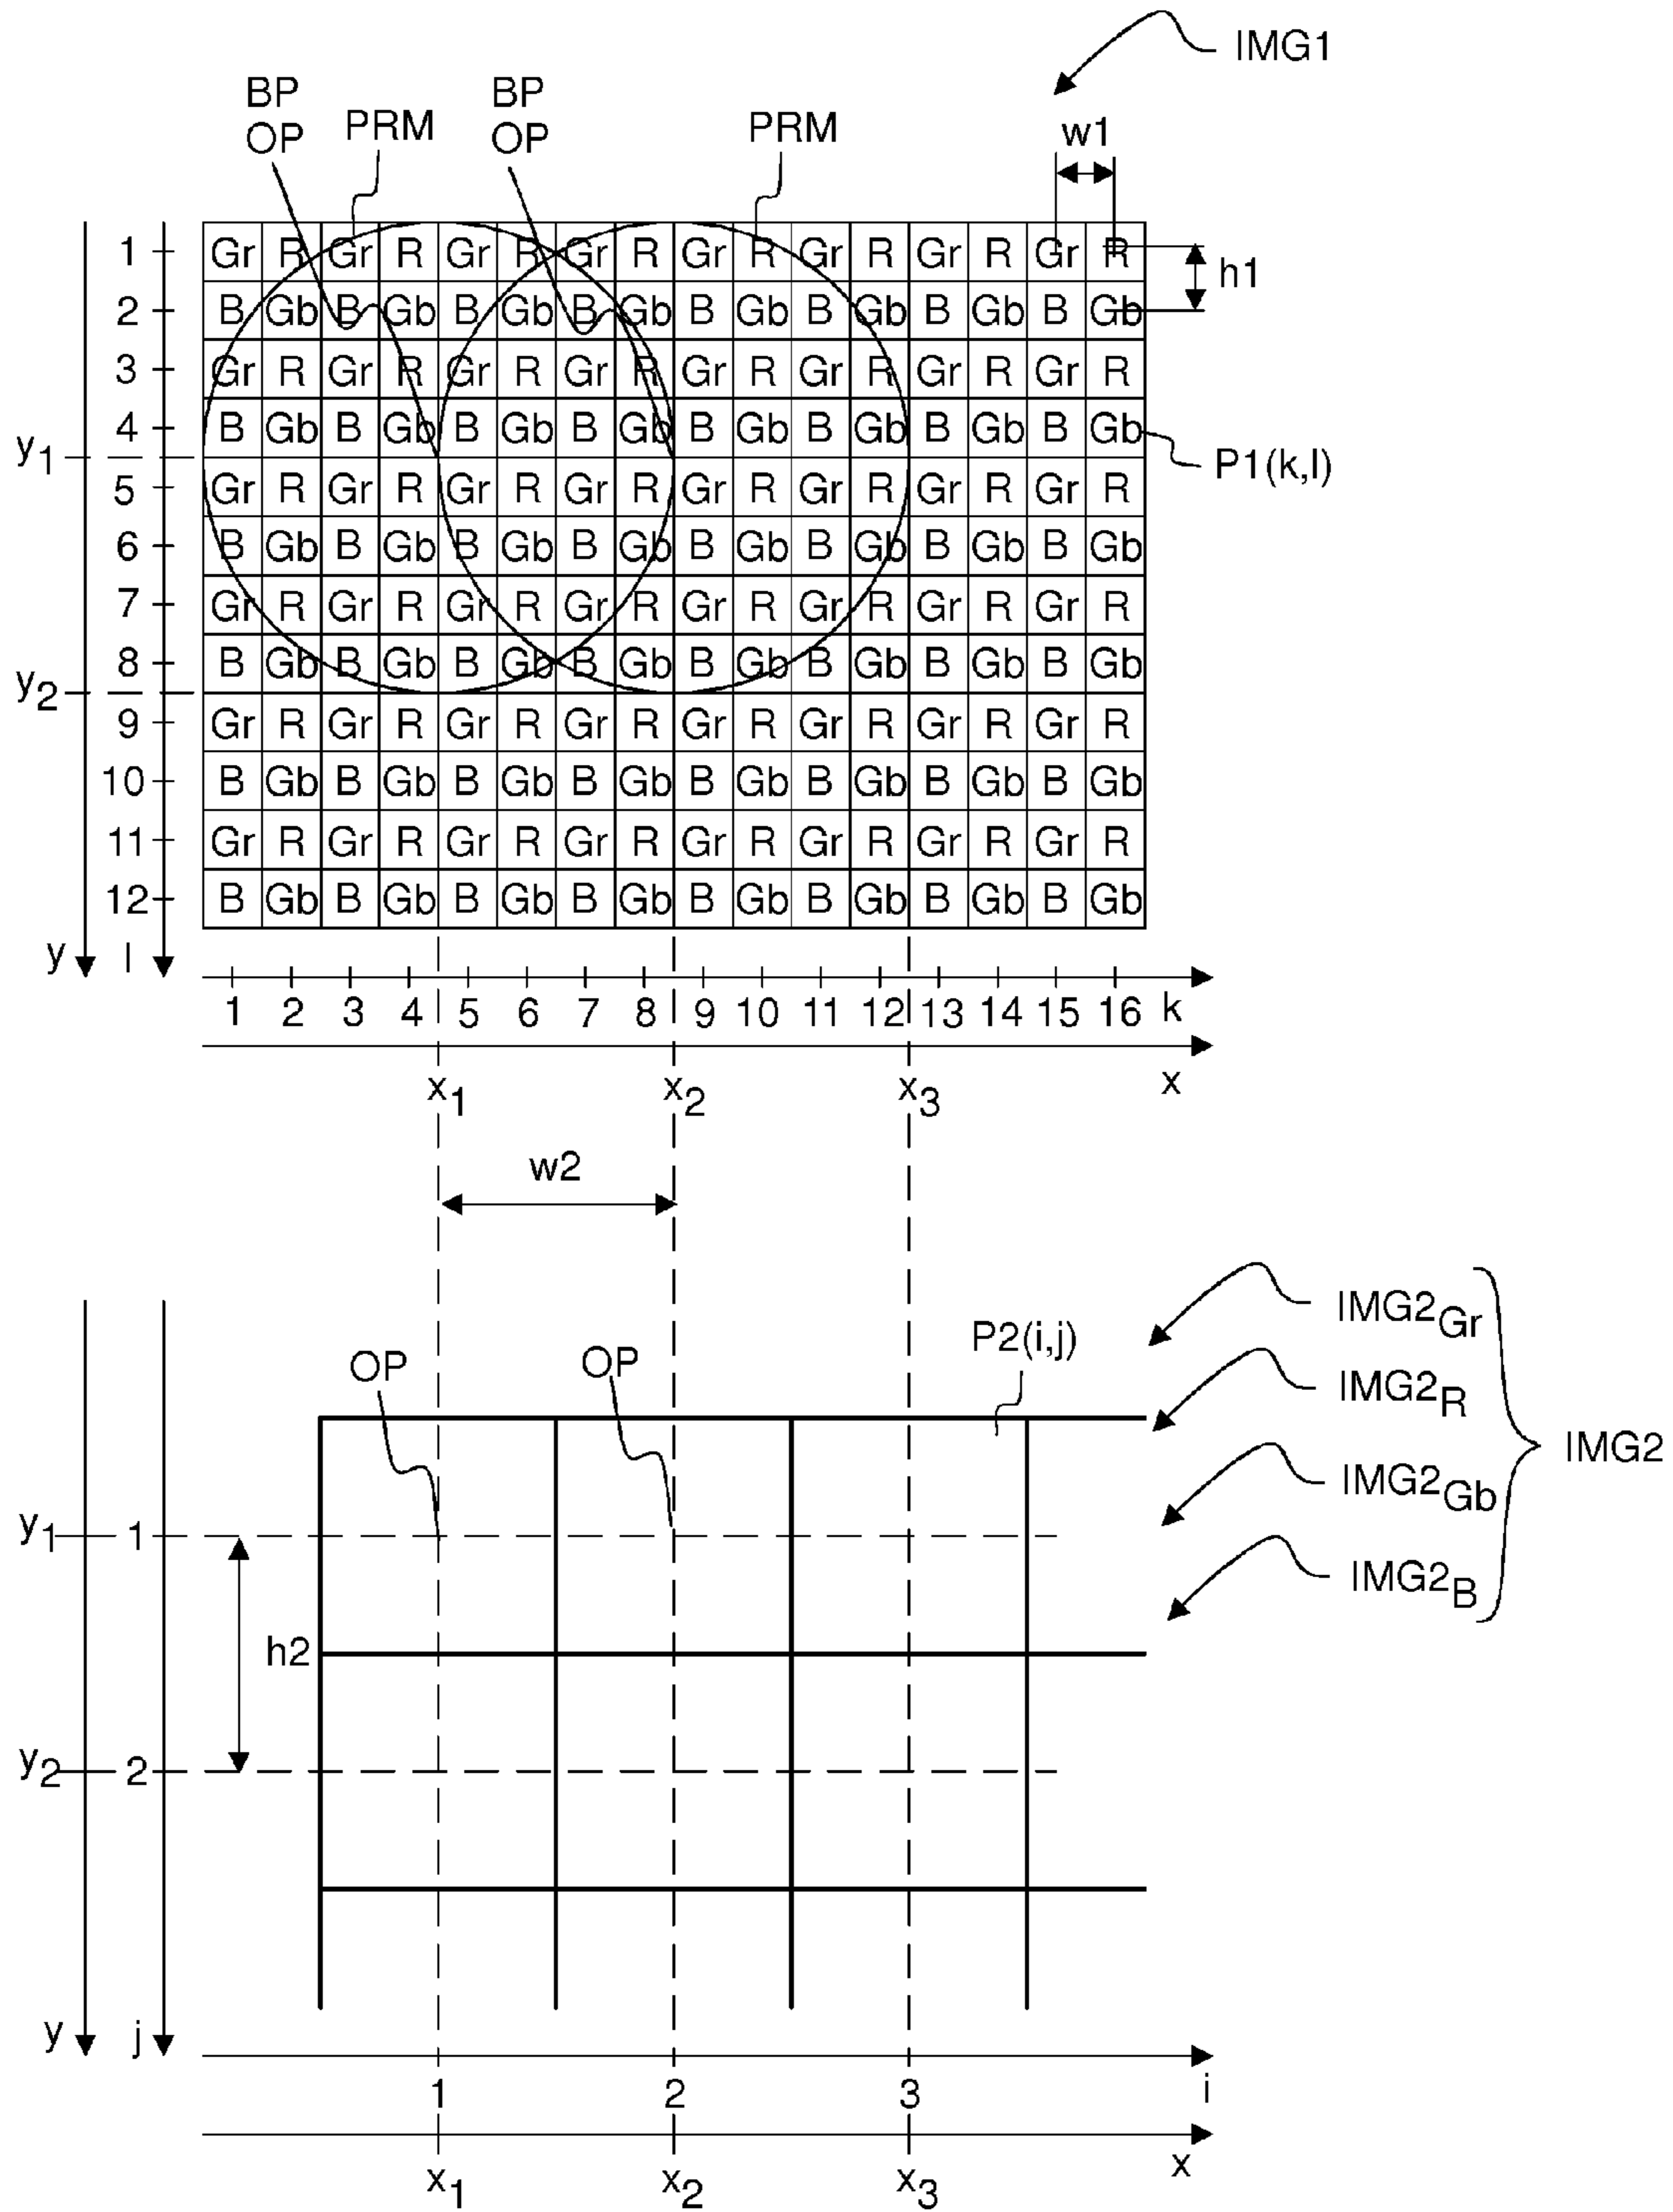 IMG1
BP
OP
PRM
BP
OP
PRM
w1
h1
1 Gr R Gr R Gr R Gr R Gr R Gr R Gr R Gr R
2 B Gb B Gb B Gb B Gb B Gb B Gb B Gb B Gb
3 Gr R Gr R Gr R Gr R Gr R Gr R Gr R Gr R
4 B Gb B Gb B Gb B Gb B Gb B Gb B Gb B Gb
y1
P1(k,l)
5 Gr R Gr R Gr R Gr R Gr R Gr R Gr R Gr R
6 B Gb B Gb B Gb B Gb B Gb B Gb B Gb B Gb
7 Gr R Gr R Gr R Gr R Gr R Gr R Gr R Gr R
8 B Gb B Gb B Gb B Gb B Gb B Gb B Gb B Gb
y2
9 Gr R Gr R Gr R Gr R Gr R Gr R Gr R Gr R
10 B Gb B Gb B Gb B Gb B Gb B Gb B Gb B Gb
11 Gr R Gr R Gr R Gr R Gr R Gr R Gr R Gr R
12 B Gb B Gb B Gb B Gb B Gb B Gb B Gb B Gb
y l
1 2 3 4 5 6 7 8 9 10 11 12 13 14 15 16 k
x1 x2 x3 x
w2
OP
OP
P2(i,j)
IMG2Gr
IMG2R
IMG2Gb
IMG2B
IMG2
y1 1
h2
y2 2
y j
1 2 3 i
x1 x2 x3 x